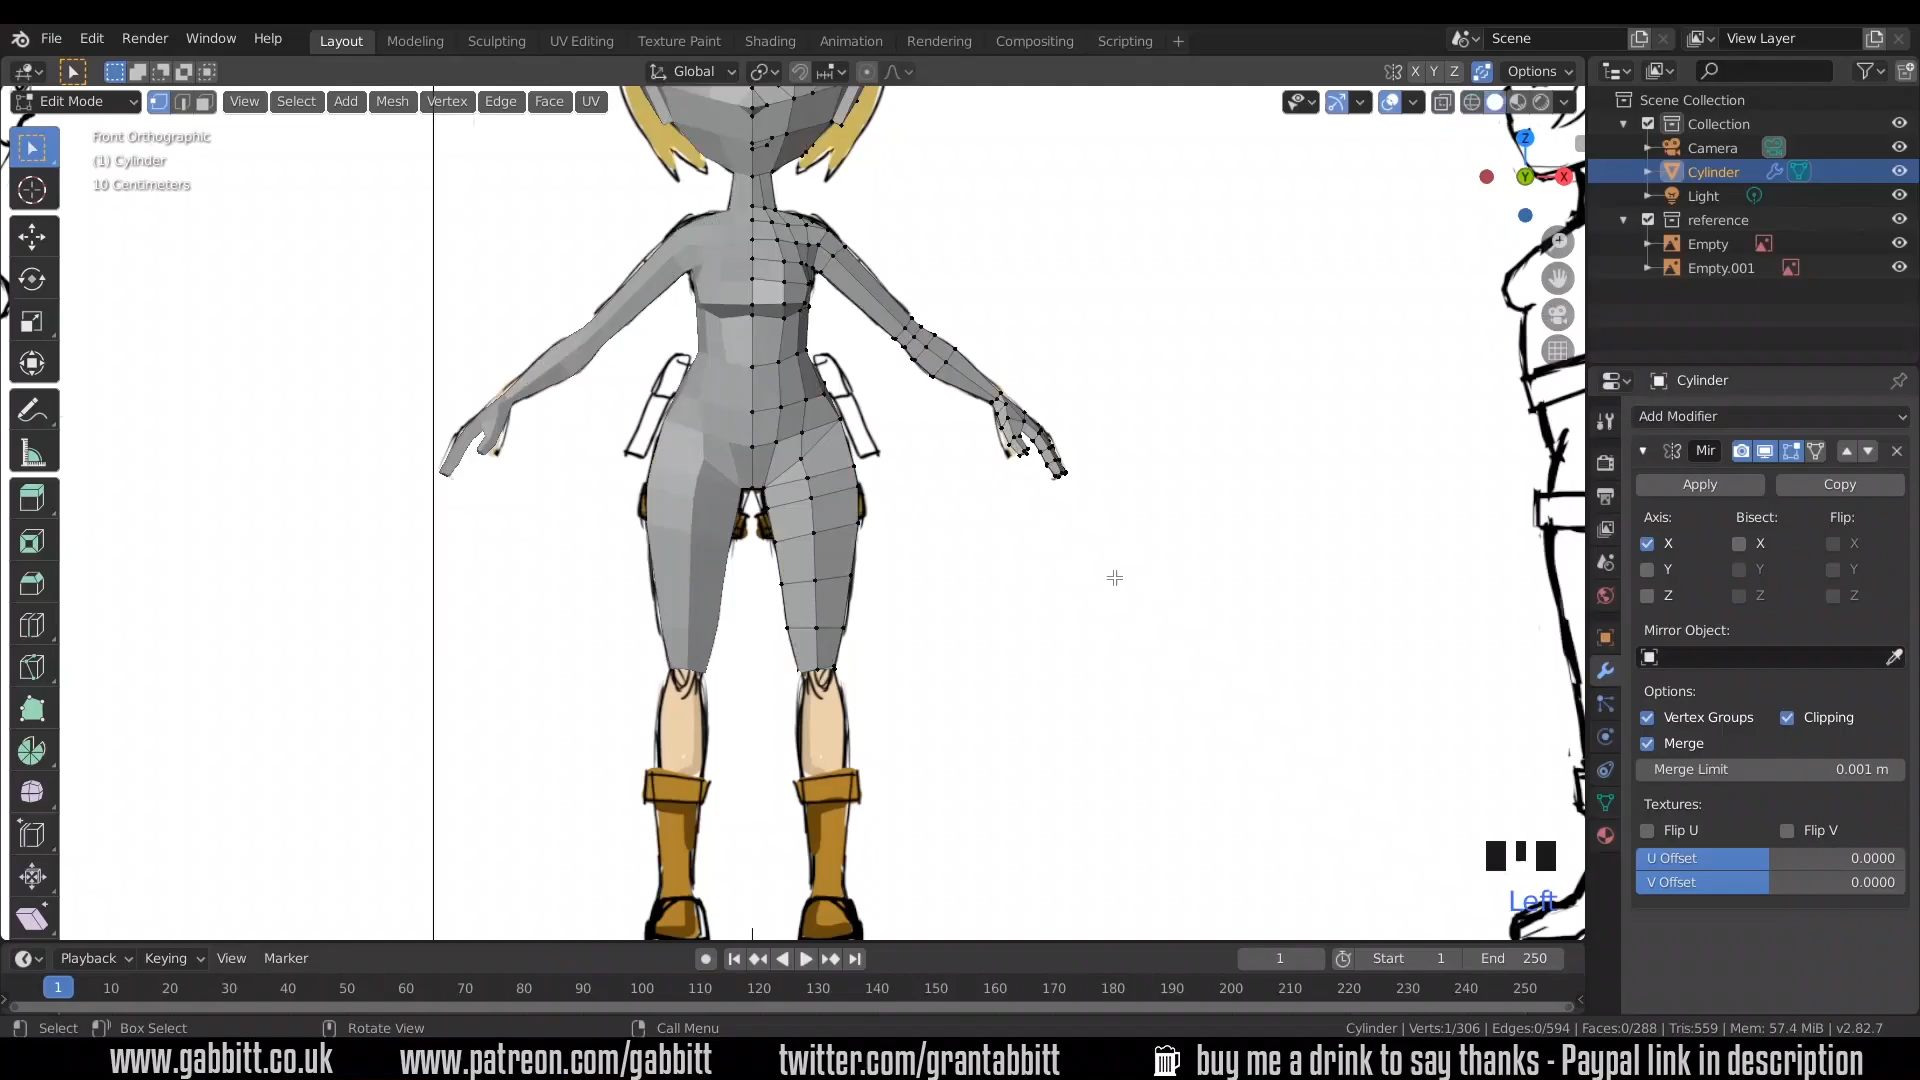 File Edit Render Window Help Layout Modeling Sculpting UV Editing Texture Paint Shading Animation Rendering Compositing Scripting + Scene View Layer
Global X Y Z Options
Edit Mode View Select Add Mesh Vertex Edge Face UV
Front Orthographic
(1) Cylinder
10 Centimeters
Z
Y
X
Scene Collection
Collection
Camera
Cylinder
Light
reference
Empty
Empty.001
Cylinder
Add Modifier
Mir
Apply Copy
Axis: Bisect: Flip:
X X X
Y Y Y
Z Z Z
Mirror Object:
Options:
Vertex Groups Clipping
Merge
Merge Limit 0.001 m
Textures:
Flip U Flip V
U Offset 0.0000
V Offset 0.0000
Left
Playback Keying View Marker 1 Start 1 End 250
1 10 20 30 40 50 60 70 80 90 100 110 120 130 140 150 160 170 180 190 200 210 220 230 240 250
Select Box Select Rotate View Call Menu Cylinder | Verts:1/306 | Edges:0/594 | Faces:0/288 | Tris:559 | Mem: 57.4 MiB | v2.82.7
www.gabbitt.co.uk www.patreon.com/gabbitt twitter.com/grantabbitt buy me a drink to say thanks - Paypal link in description